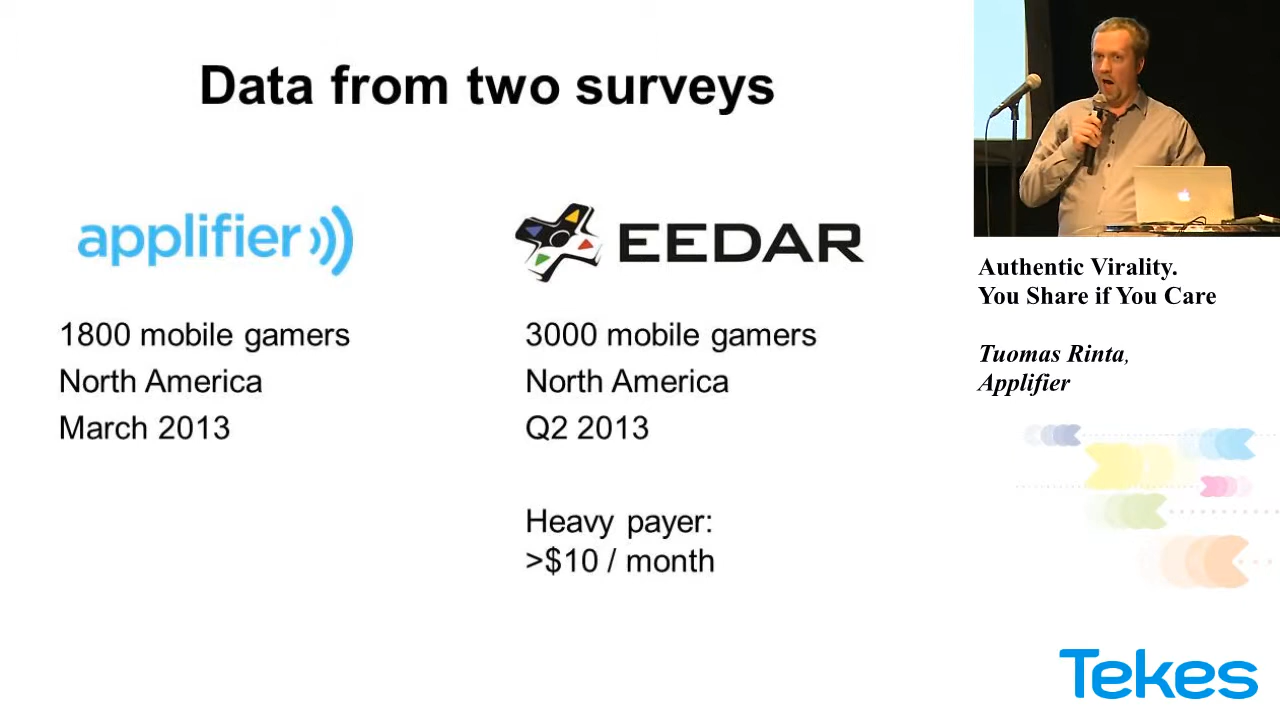 Data from two surveys
applifier
1800 mobile gamers
North America
March 2013
EEDAR
3000 mobile gamers
North America
Q2 2013
Heavy payer:
>$10 / month
Authentic Virality.
You Share if You Care
Tuomas Rinta,
Applifier
Tekes